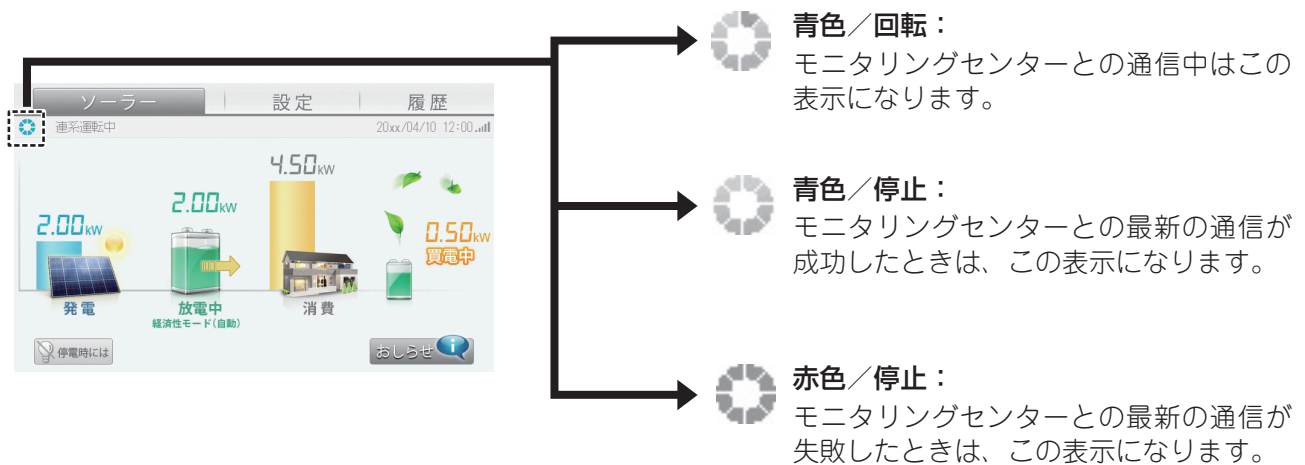 ソーラー
設定
履歴
連系運転中
20xx/04/10 12:00
4.50kW
2.00kW
2.00kW
0.50kW
買電中
発電
放電中
経済性モード(自動)
消費
停電時には
おしらせ
青色／回転：
モニタリングセンターとの通信中はこの
表示になります。
青色／停止：
モニタリングセンターとの最新の通信が
成功したときは、この表示になります。
赤色／停止：
モニタリングセンターとの最新の通信が
失敗したときは、この表示になります。